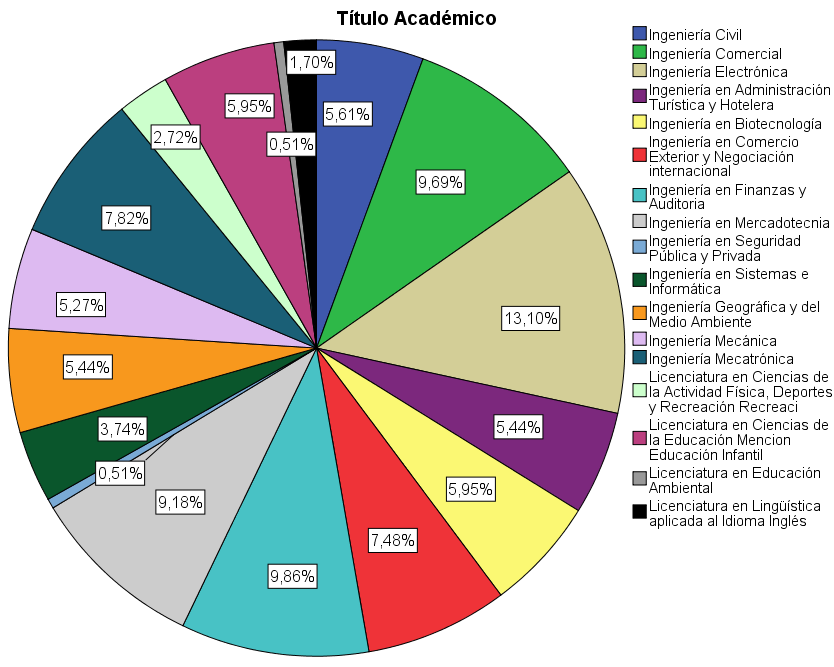 Título Académico
1,70%
5,61%
5,95%
0,51%
2,72%
9,69%
7,82%
5,27%
13,10%
5,44%
5,44%
3,74%
0,51%
5,95%
9,18%
7,48%
9,86%
Ingeniería Civil
Ingeniería Comercial
Ingeniería Electrónica
Ingeniería en Administración
Turística y Hotelera
Ingeniería en Biotecnología
Ingeniería en Comercio
Exterior y Negociación
internacional
Ingeniería en Finanzas y
Auditoria
Ingeniería en Mercadotecnia
Ingeniería en Seguridad
Pública y Privada
Ingeniería en Sistemas e
Informática
Ingeniería Geográfica y del
Medio Ambiente
Ingeniería Mecánica
Ingeniería Mecatrónica
Licenciatura en Ciencias de
la Actividad Física, Deportes
y Recreación Recreaci
Licenciatura en Ciencias de
la Educación Mencion
Educación Infantil
Licenciatura en Educación
Ambiental
Licenciatura en Lingüística
aplicada al Idioma Inglés